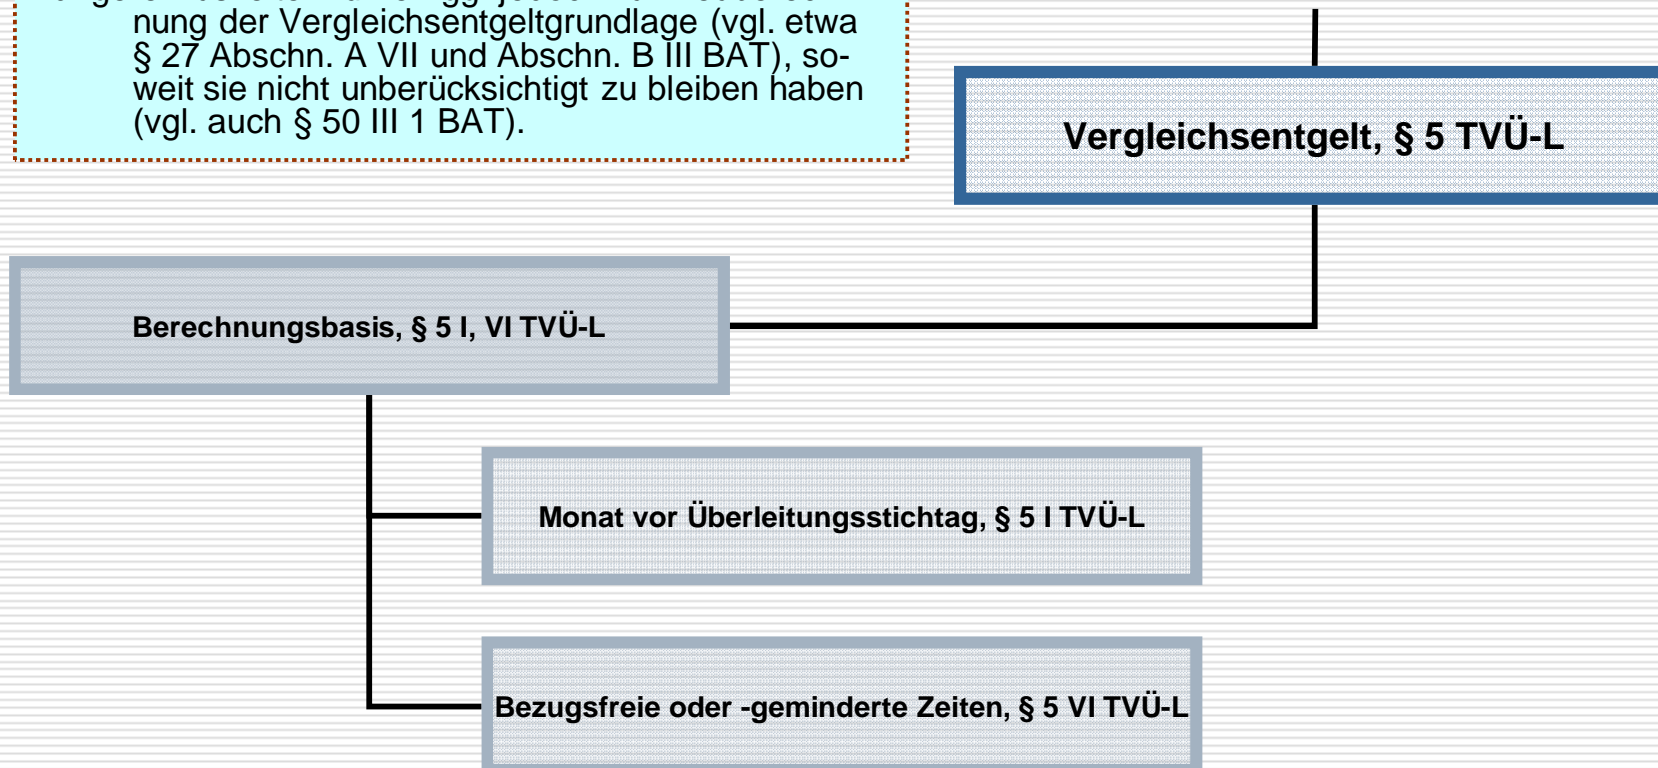 nung der Vergleichsentgeltgrundlage (vgl. etwa
§ 27 Abschn. A VII und Abschn. B III BAT), so-
weit sie nicht unberücksichtigt zu bleiben haben
(vgl. auch § 50 III 1 BAT).
Vergleichsentgelt, § 5 TVÜ-L
Berechnungsbasis, § 5 I, VI TVÜ-L
Monat vor Überleitungsstichtag, § 5 I TVÜ-L
Bezugsfreie oder -geminderte Zeiten, § 5 VI TVÜ-L